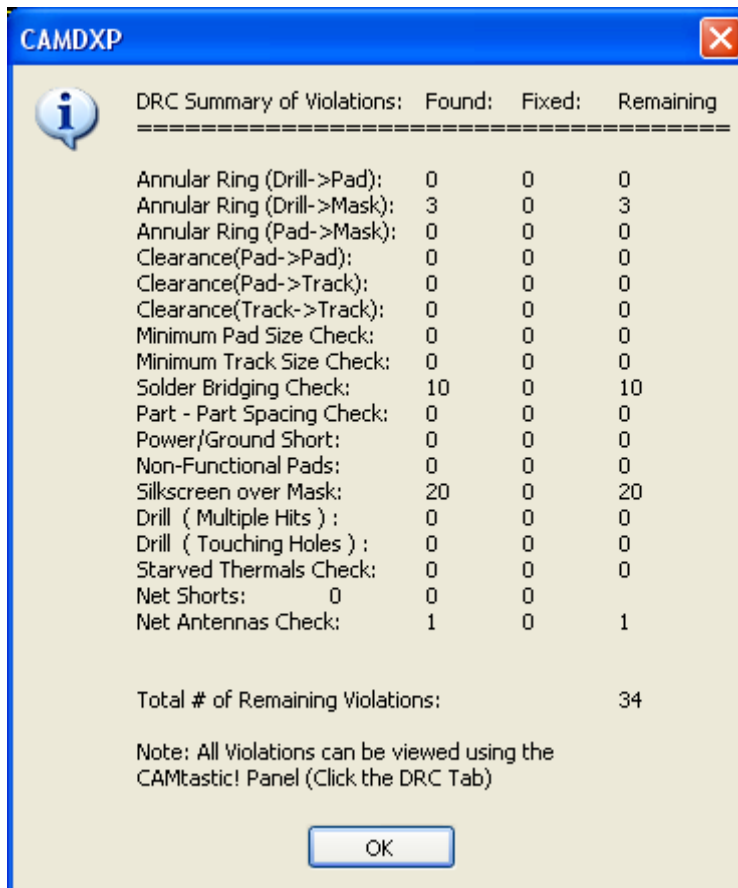 CAMDXP
DRC Summary of Violations: Found: Fixed: Remaining
=====================================
Annular Ring (Drill->Pad): 0 0 0
Annular Ring (Drill->Mask): 3 0 3
Annular Ring (Pad->Mask): 0 0 0
Clearance(Pad->Pad): 0 0 0
Clearance(Pad->Track): 0 0 0
Clearance(Track->Track): 0 0 0
Minimum Pad Size Check: 0 0 0
Minimum Track Size Check: 0 0 0
Solder Bridging Check: 10 0 10
Part - Part Spacing Check: 0 0 0
Power/Ground Short: 0 0 0
Non-Functional Pads: 0 0 0
Silkscreen over Mask: 20 0 20
Drill ( Multiple Hits ) : 0 0 0
Drill ( Touching Holes ) : 0 0 0
Starved Thermals Check: 0 0 0
Net Shorts: 0 0 0
Net Antennas Check: 1 0 1
Total # of Remaining Violations: 34
Note: All Violations can be viewed using the
CAMtastic! Panel (Click the DRC Tab)
OK